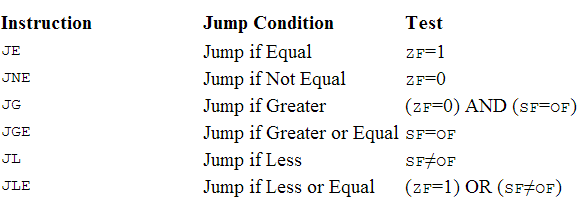 Instruction Jump Condition Test
JE Jump if Equal ZF=1
JNE Jump if Not Equal ZF=0
JG Jump if Greater (ZF=0) AND (SF=OF)
JGE Jump if Greater or Equal SF=OF
JL Jump if Less SF≠OF
JLE Jump if Less or Equal (ZF=1) OR (SF≠OF)